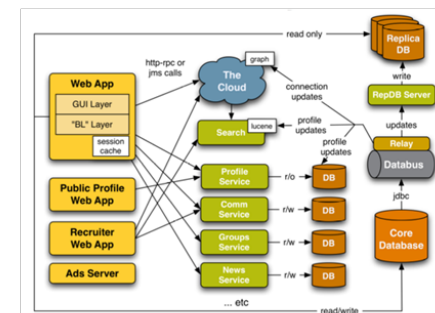 read only
Replica
DB
http-rpc or
jms calls
graph
The
Cloud
Web App
GUI Layer
"BL" Layer
session
cache
write
connection
updates
RepDB Server
lucene
Search
profile
updates
updates
profile
updates
Relay
Databus
Public Profile
Web App
Profile
Service
r/o
DB
jdbc
Comm
Service
r/w
DB
Recruiter
Web App
Groups
Service
r/w
DB
Core
Database
Ads Server
News
Service
r/w
DB
... etc
read/write